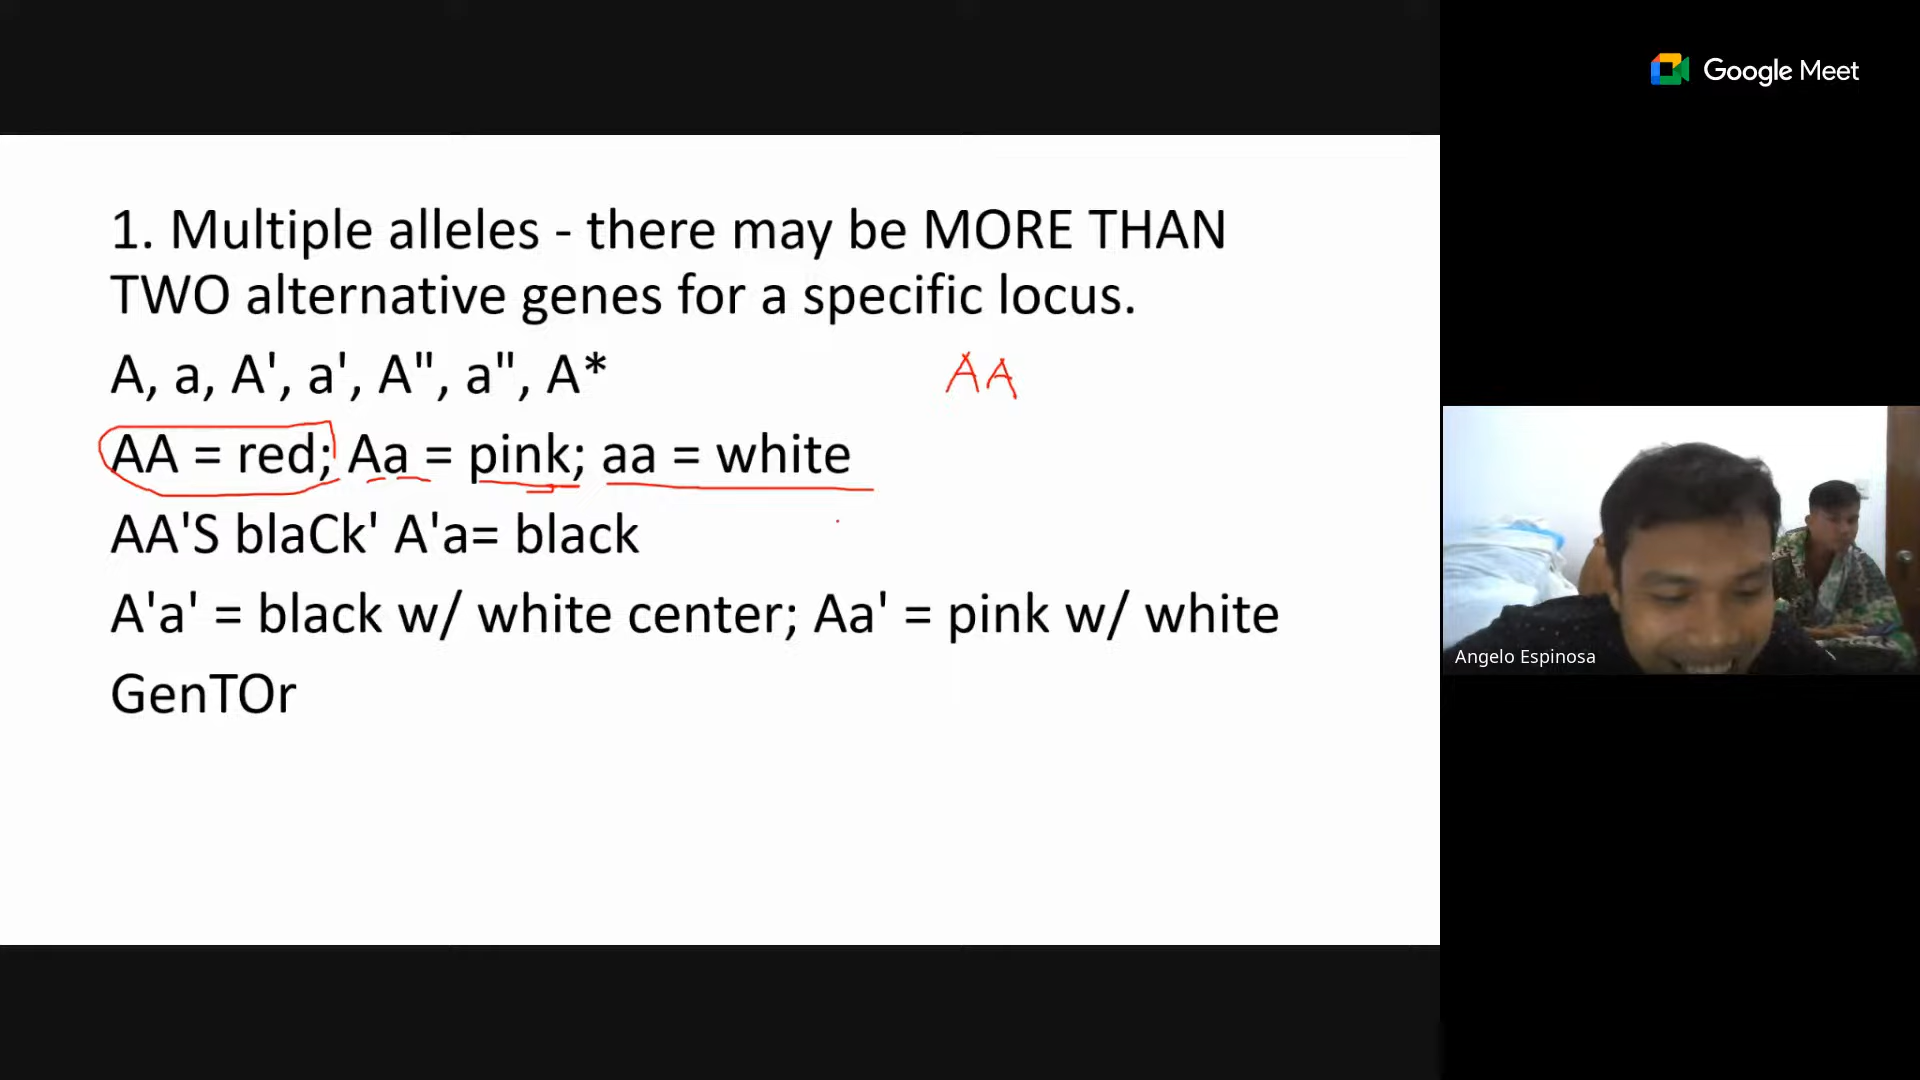 Google Meet
1. Multiple alleles - there may be MORE THAN
TWO alternative genes for a specific locus.
A, a, A', a', A", a", A*
AA
AA = red; Aa = pink; aa = white
AA'S blaCk' A'a= black
A'a' = black w/ white center; Aa' = pink w/ white
GenTOr
Angelo Espinosa